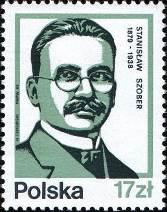 STANISŁAW SZOBER
1879 - 1938
Polska 17zł